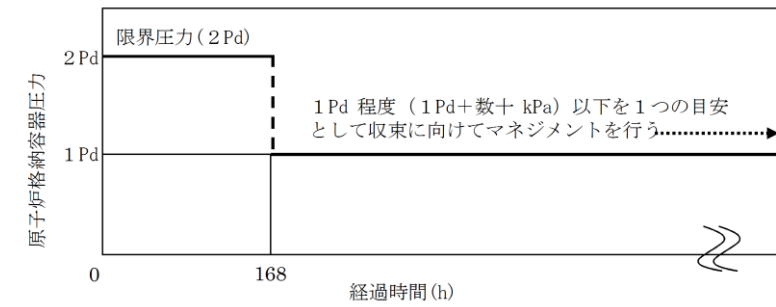 限界圧力(2Pd)
2Pd
1Pd 程度（1Pd＋数十 kPa）以下を１つの目安
として収束に向けてマネジメントを行う
1Pd
原子炉格納容器圧力
0
168
経過時間(h)